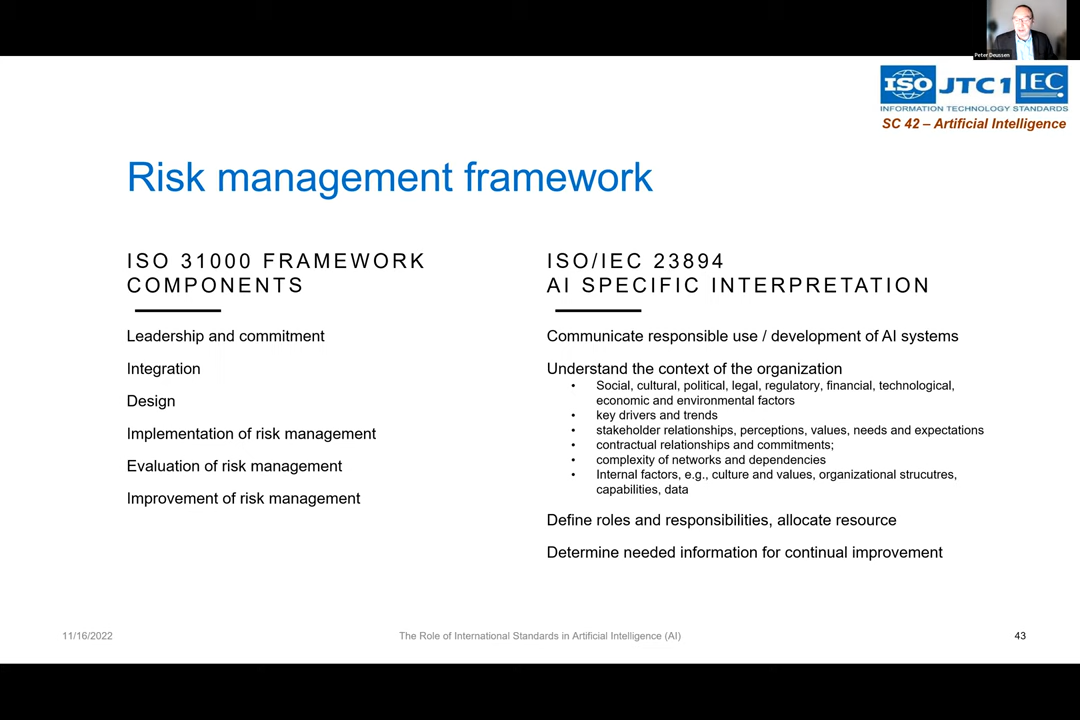 Peter Deussen
ISO JTC 1 IEC
INFORMATION TECHNOLOGY STANDARDS
SC 42 – Artificial Intelligence
Risk management framework
ISO 31000 FRAMEWORK
COMPONENTS
Leadership and commitment
Integration
Design
Implementation of risk management
Evaluation of risk management
Improvement of risk management
ISO/IEC 23894
AI SPECIFIC INTERPRETATION
Communicate responsible use / development of AI systems
Understand the context of the organization
• Social, cultural, political, legal, regulatory, financial, technological,
economic and environmental factors
• key drivers and trends
• stakeholder relationships, perceptions, values, needs and expectations
• contractual relationships and commitments;
• complexity of networks and dependencies
• Internal factors, e.g., culture and values, organizational strucutres,
capabilities, data
Define roles and responsibilities, allocate resource
Determine needed information for continual improvement
11/16/2022
The Role of International Standards in Artificial Intelligence (AI)
43